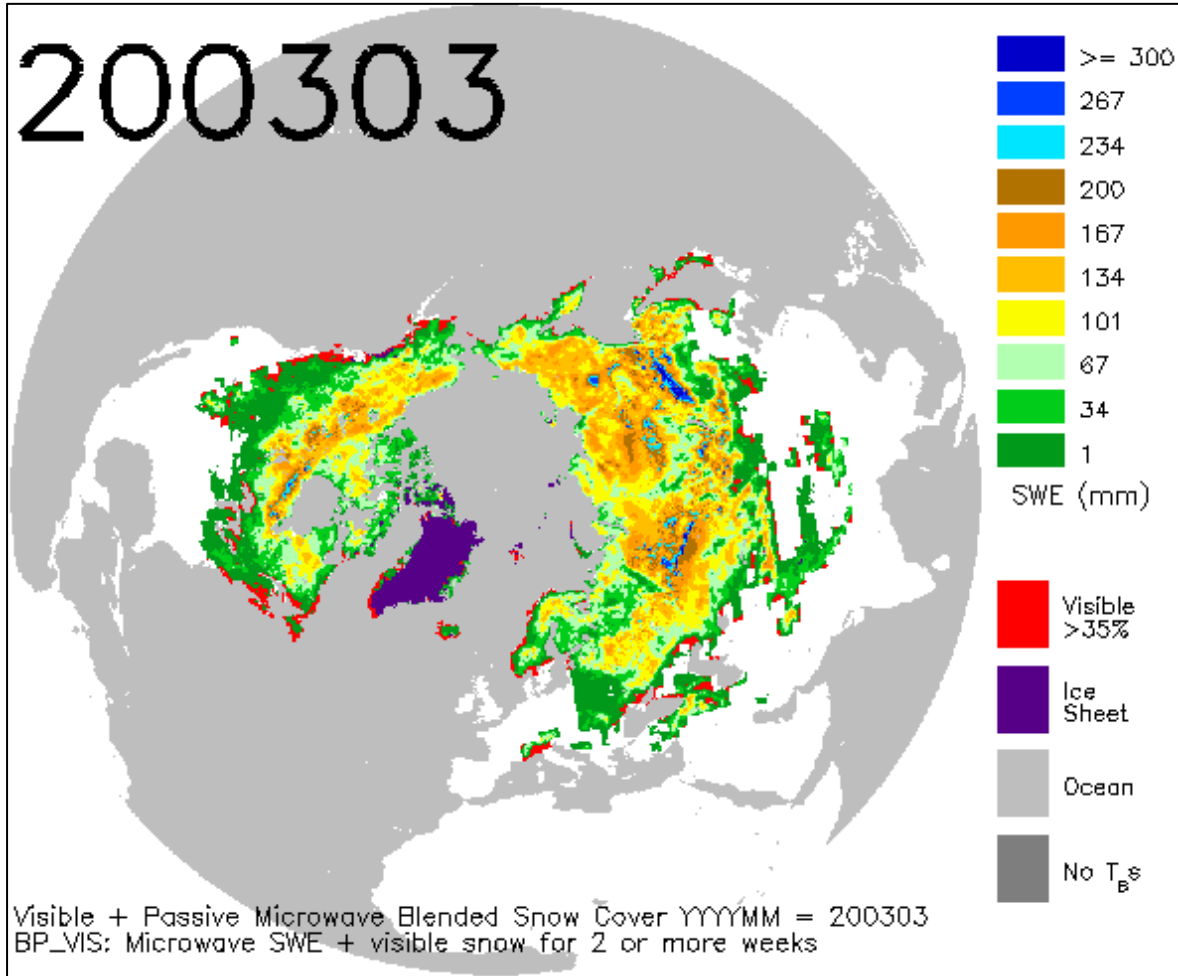 200303
>= 300
267
234
200
167
134
101
67
34
1
SWE (mm)
Visible
>35%
Ice
Sheet
Ocean
No TBs
Visible + Passive Microwave Blended Snow Cover YYYYMM = 200303
BP_VIS: Microwave SWE + visible snow for 2 or more weeks